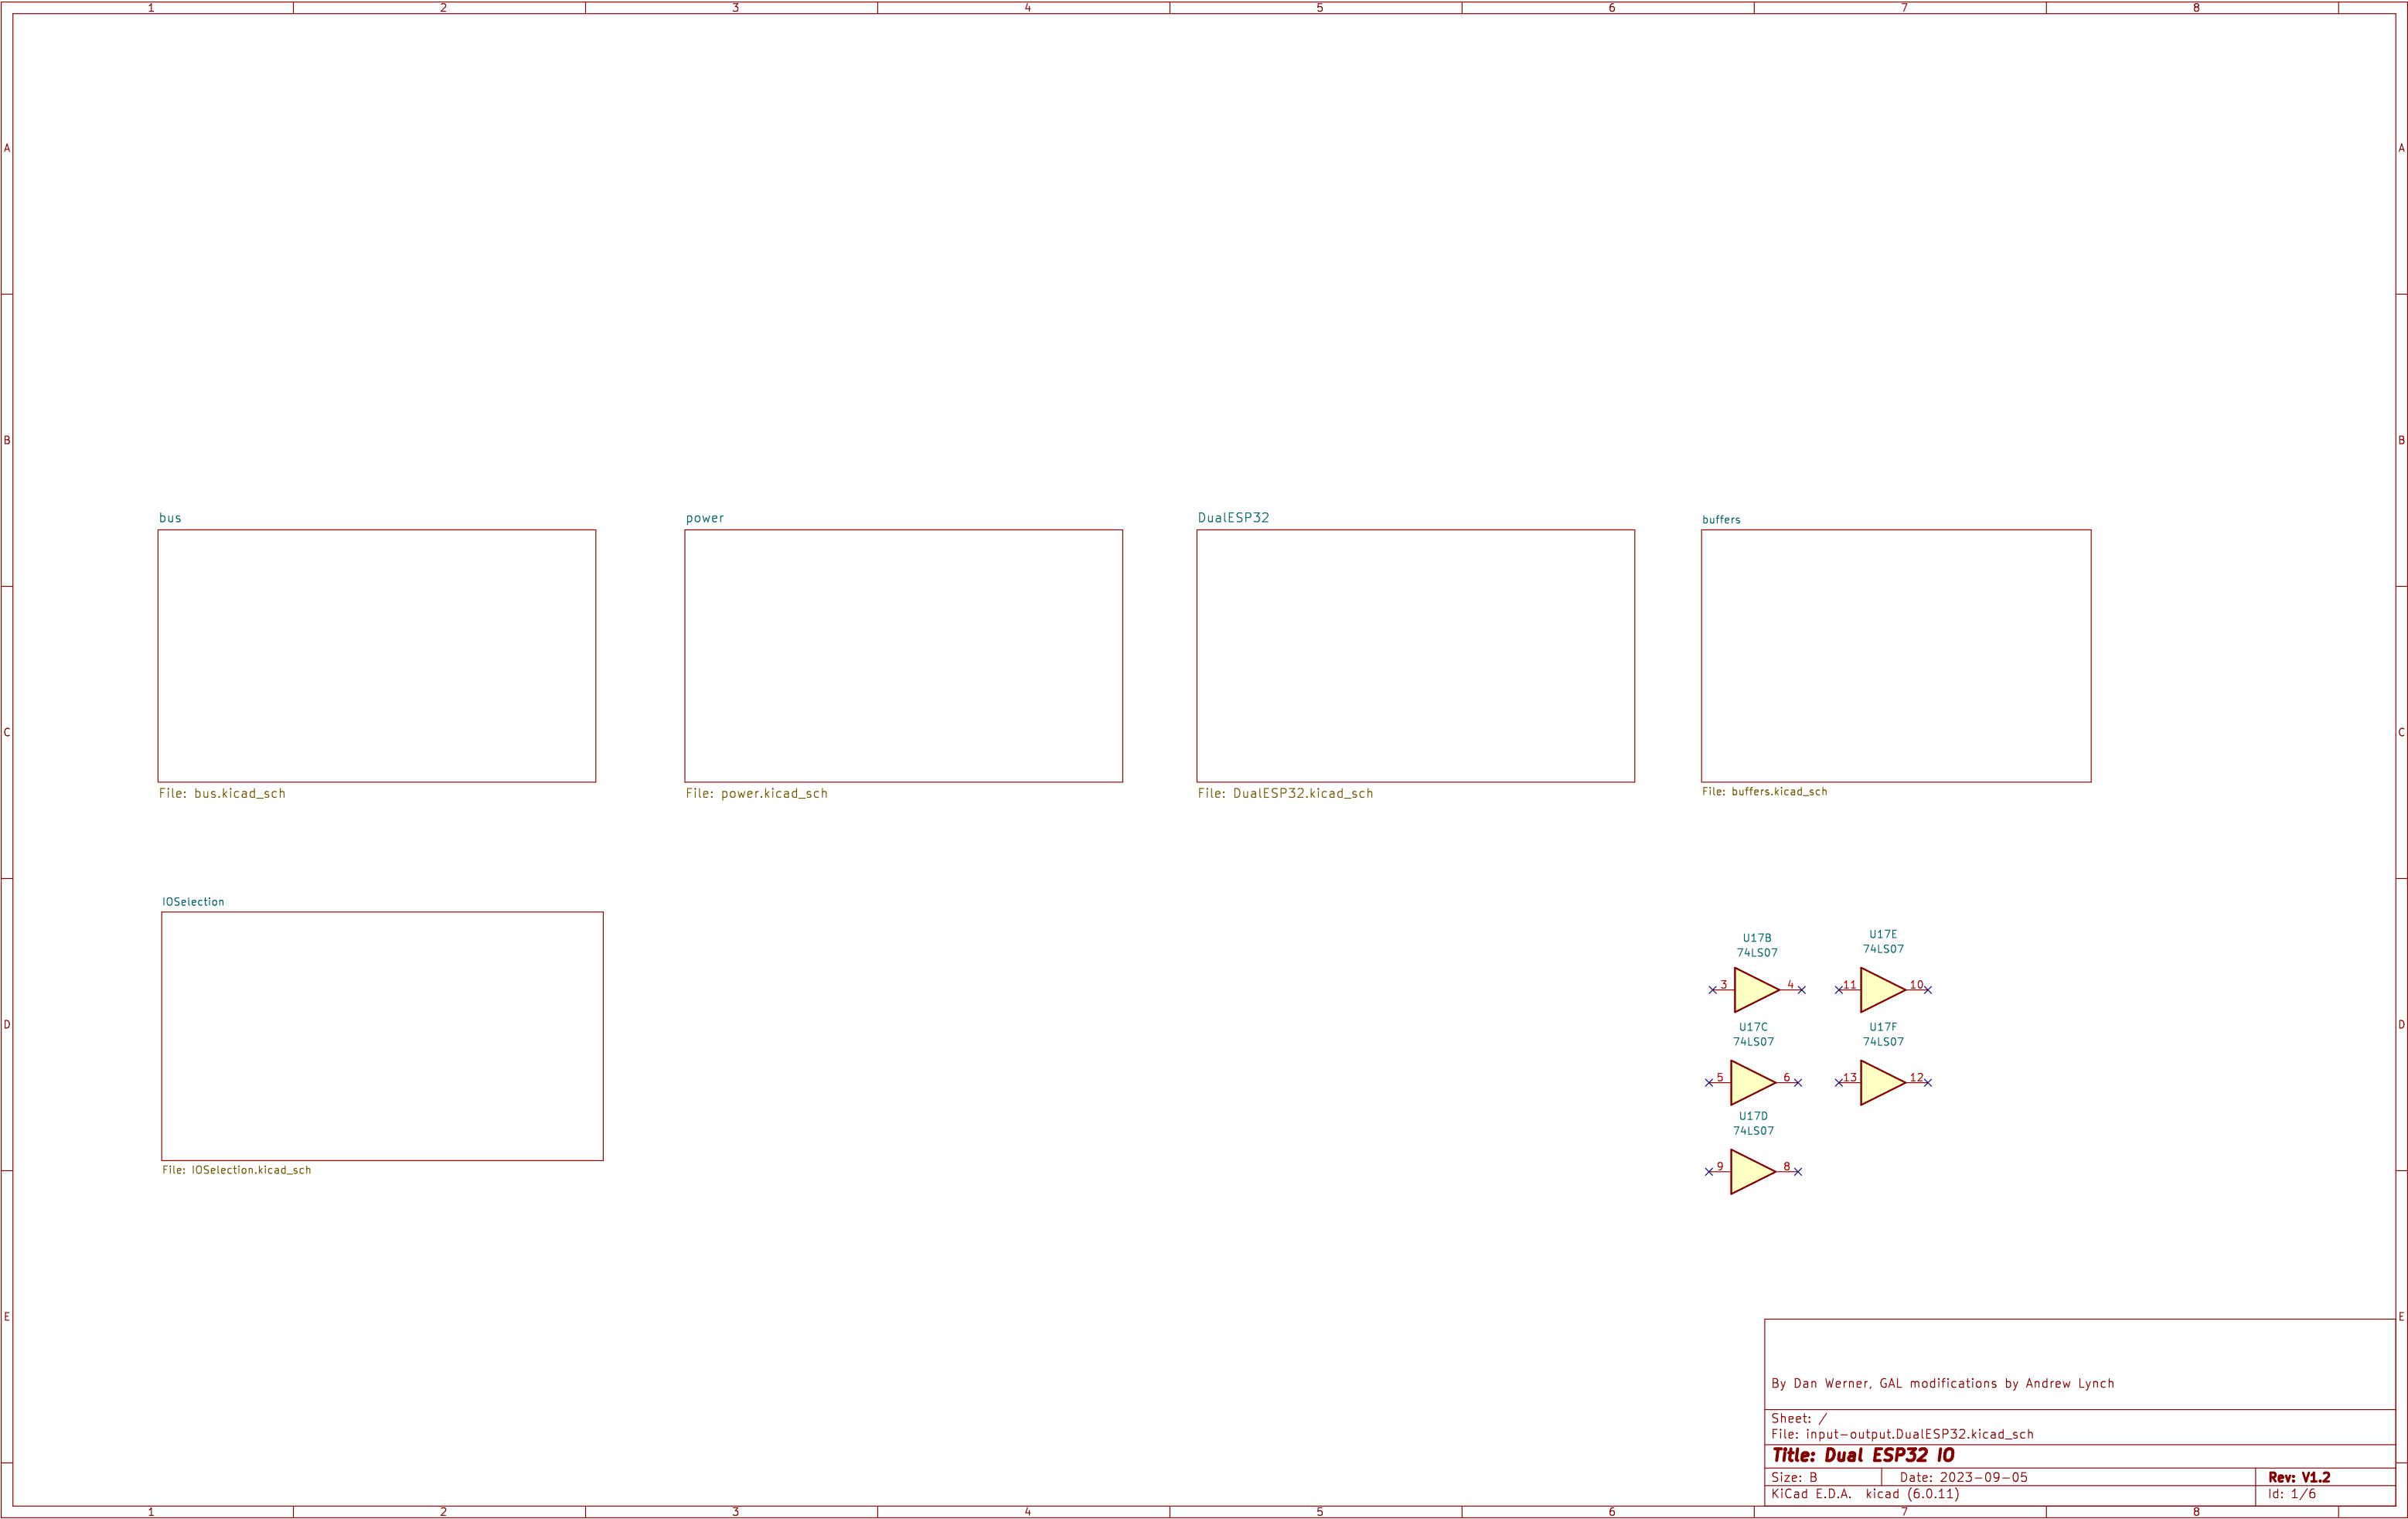 1 2 3 4 5 6 7 8
A A
B B
bus power DualESP32 buffers
C C
File: bus.kicad_sch File: power.kicad_sch File: DualESP32.kicad_sch File: buffers.kicad_sch
IOSelection
U17B U17E
74LS07 74LS07
3 4 11 10
D D
U17C U17F
74LS07 74LS07
5 6 13 12
U17D
74LS07
9 8
File: IOSelection.kicad_sch
E E
By Dan Werner, GAL modifications by Andrew Lynch
Sheet: /
File: input-output.DualESP32.kicad_sch
Title: Dual ESP32 IO
Size: B Date: 2023-09-05 Rev: V1.2
KiCad E.D.A. kicad (6.0.11) Id: 1/6
1 2 3 4 5 6 7 8